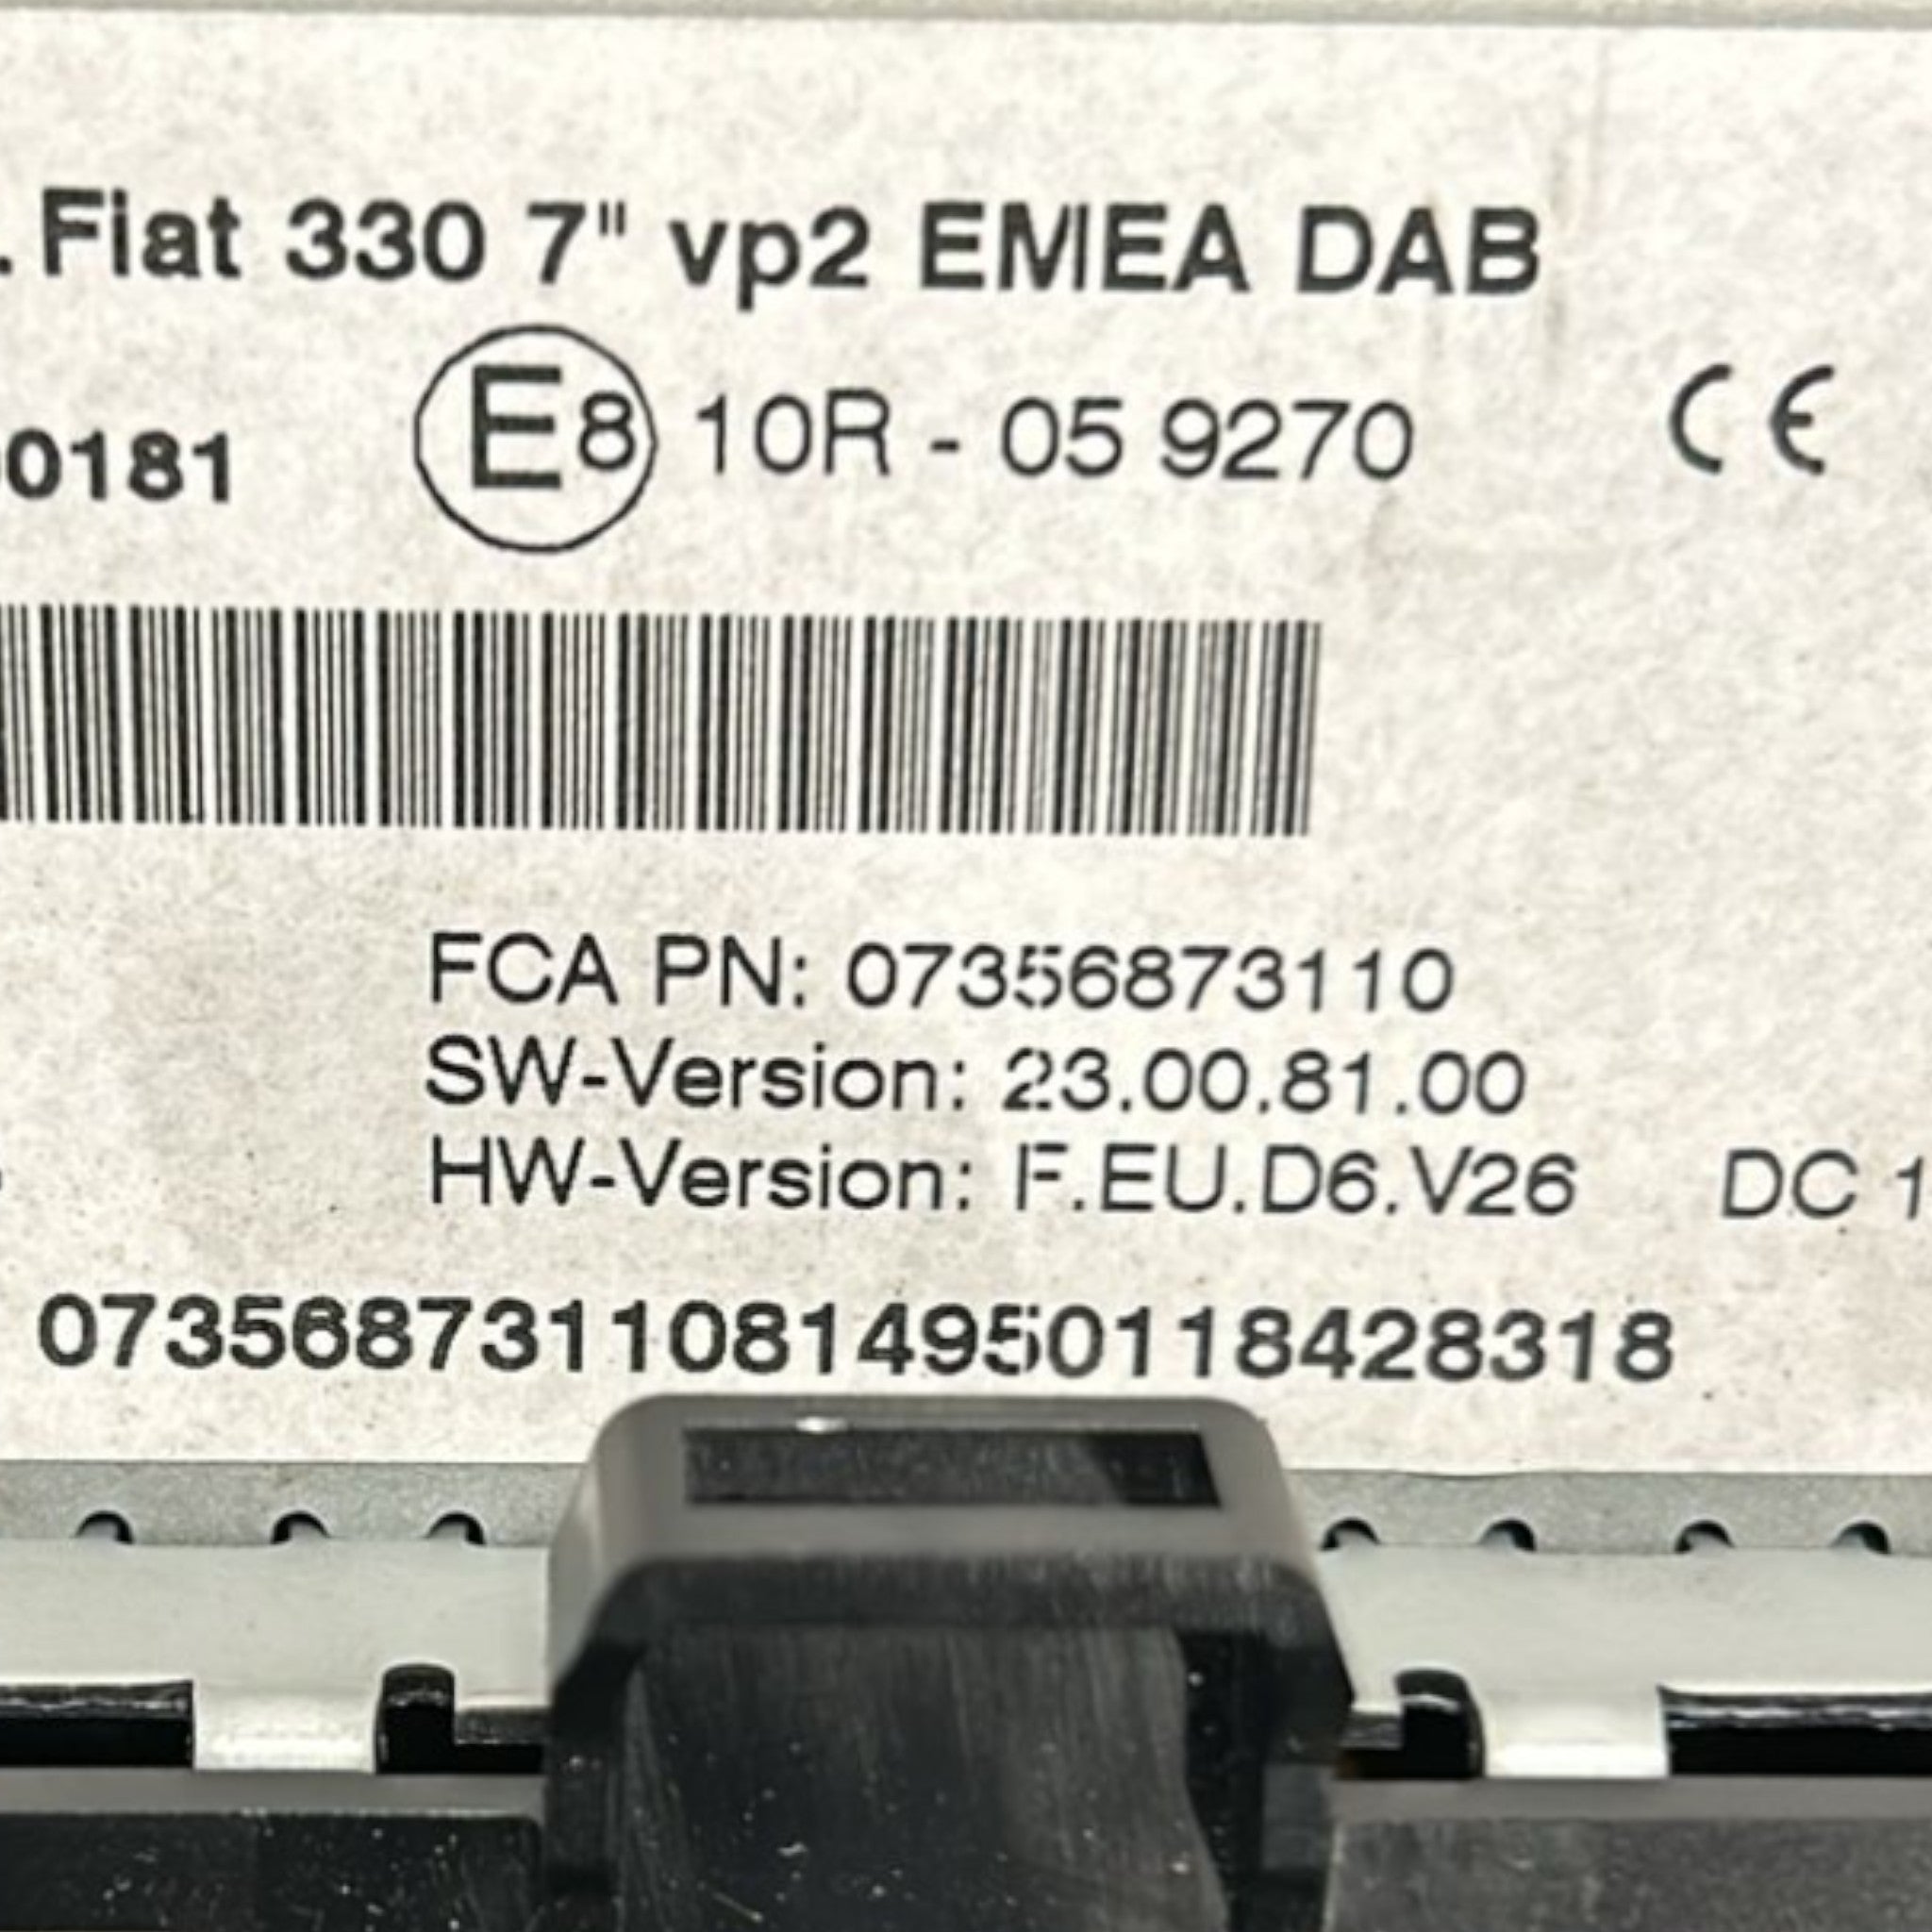 . Fiat 330 7" vp2 EMEA DAB
0181 E8 10R - 05 9270 CE
FCA PN: 07356873110
SW-Version: 23.00.81.00
HW-Version: F.EU.D6.V26 DC 1
07356873110814950118428318